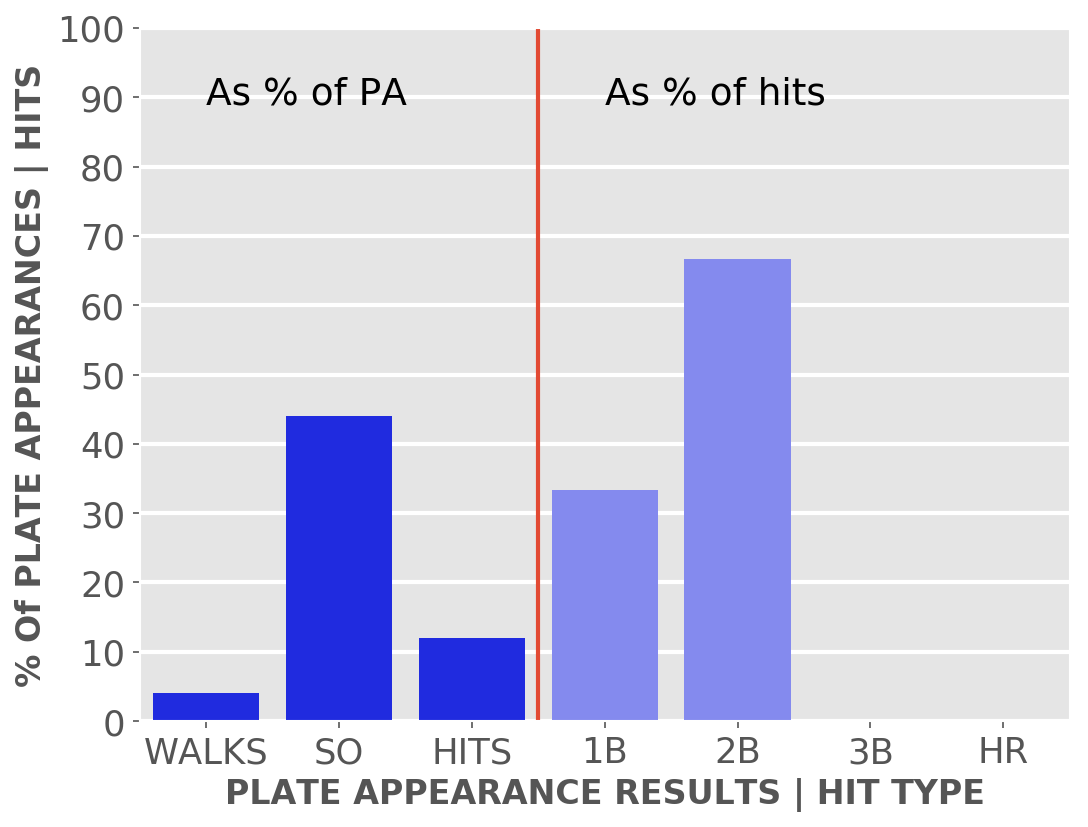 % Of PLATE APPEARANCES | HITS
100
90
80
70
60
50
40
30
20
10
0
As % of PA
As % of hits
WALKS SO HITS 1B 2B 3B HR
PLATE APPEARANCE RESULTS | HIT TYPE